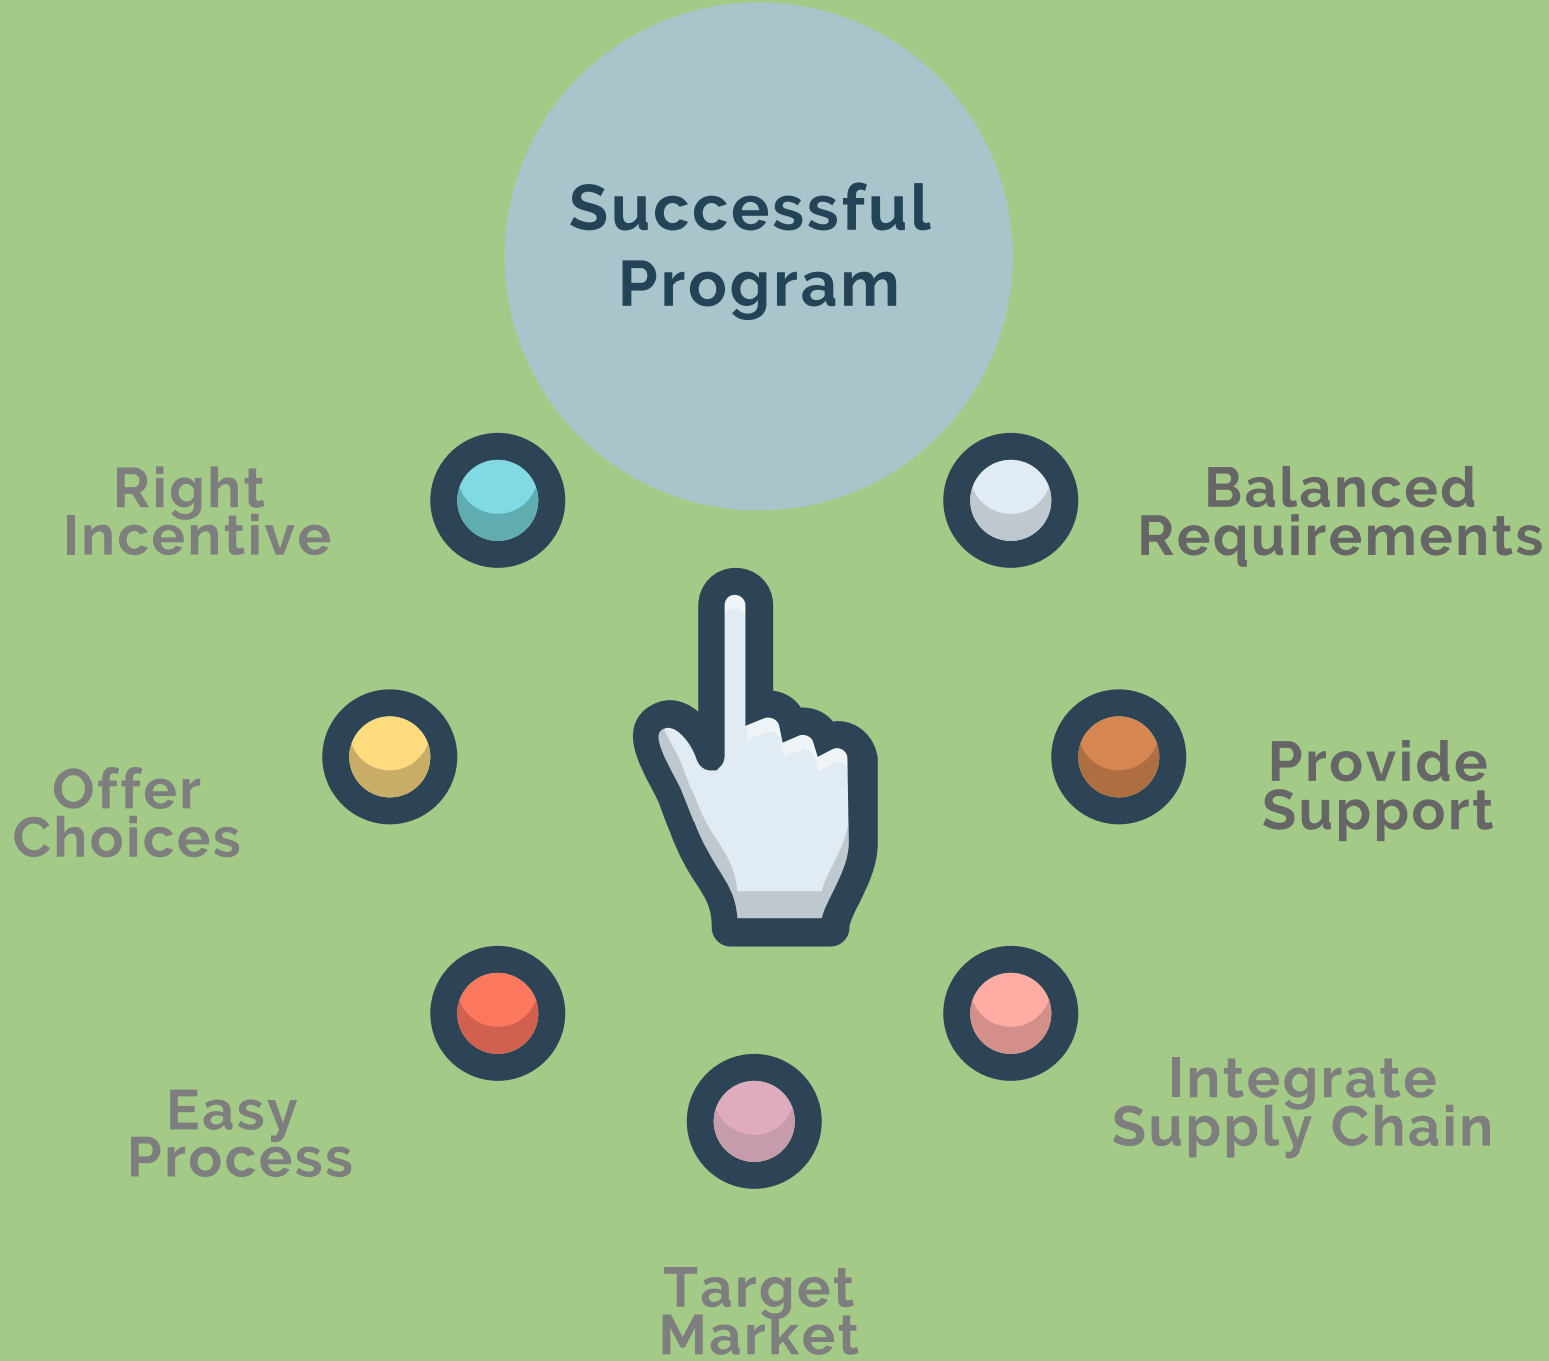 Successful
Program
Right
Incentive
Balanced
Requirements
Offer
Choices
Provide
Support
Easy
Process
Integrate
Supply Chain
Target
Market